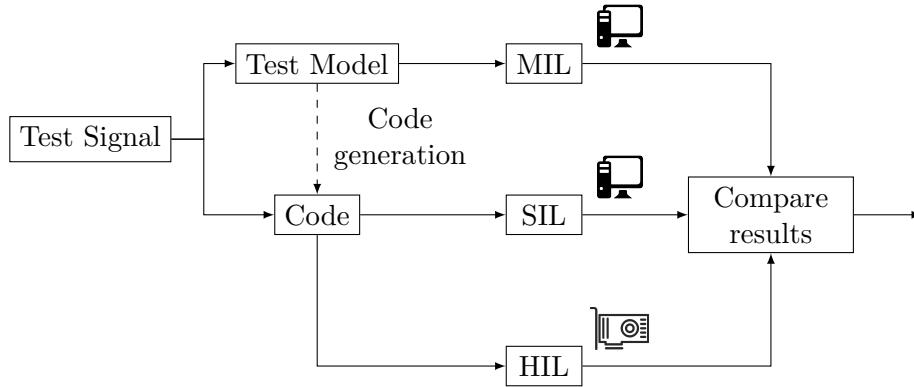 Test Model
MIL
Test Signal
Code
generation
Code
SIL
Compare
results
HIL